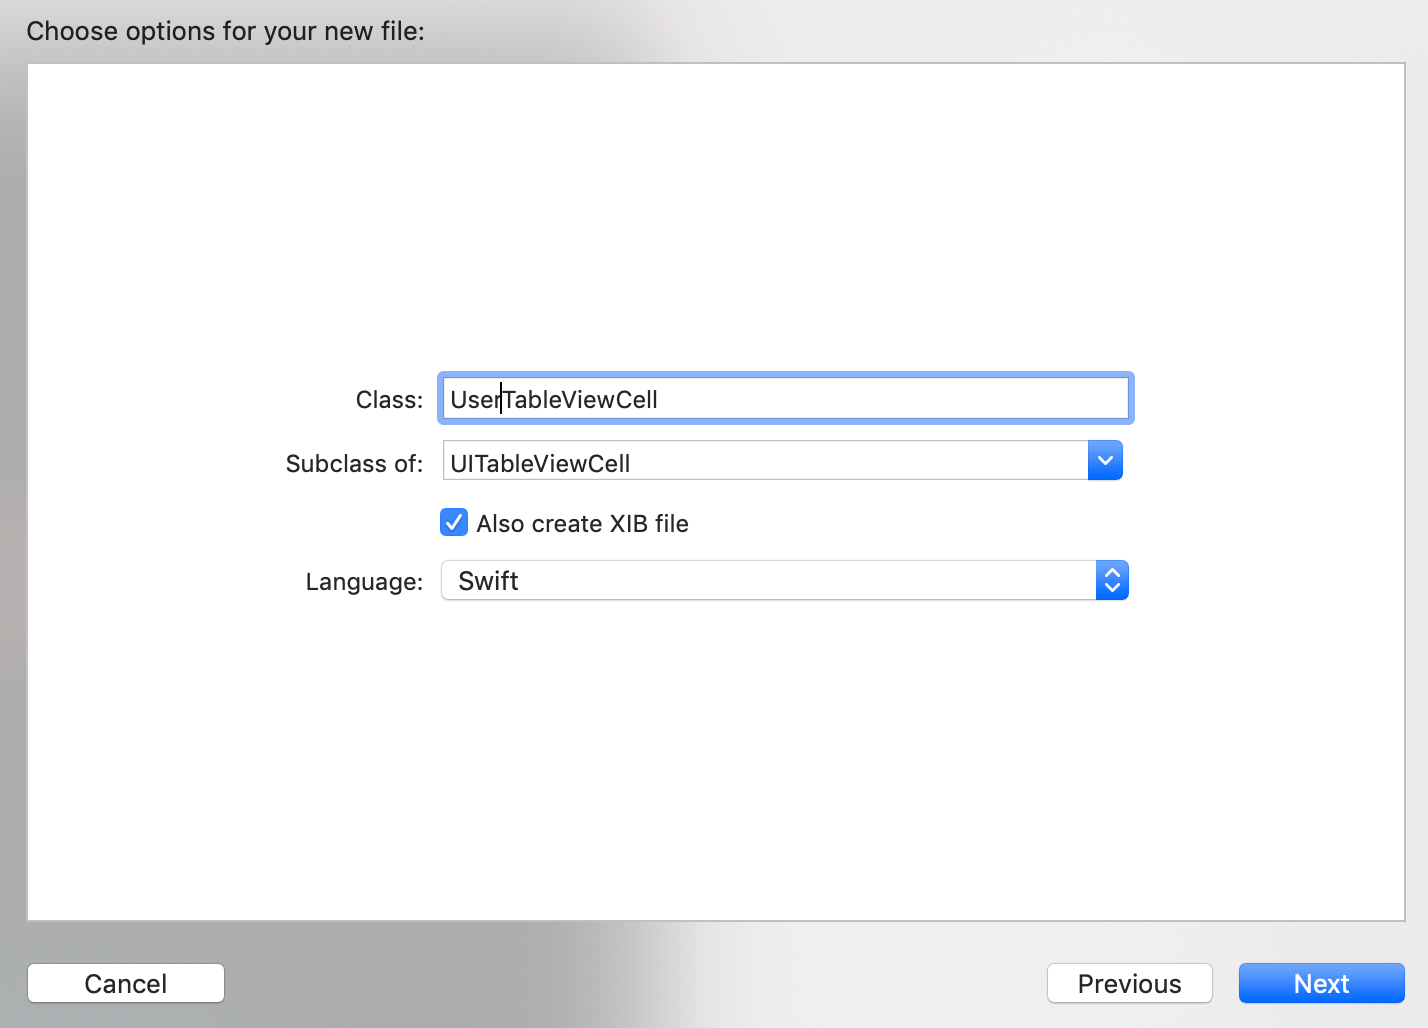 Choose options for your new file:
Class: UserTableViewCell
Subclass of: UITableViewCell
Also create XIB file
Language: Swift
Cancel Previous Next